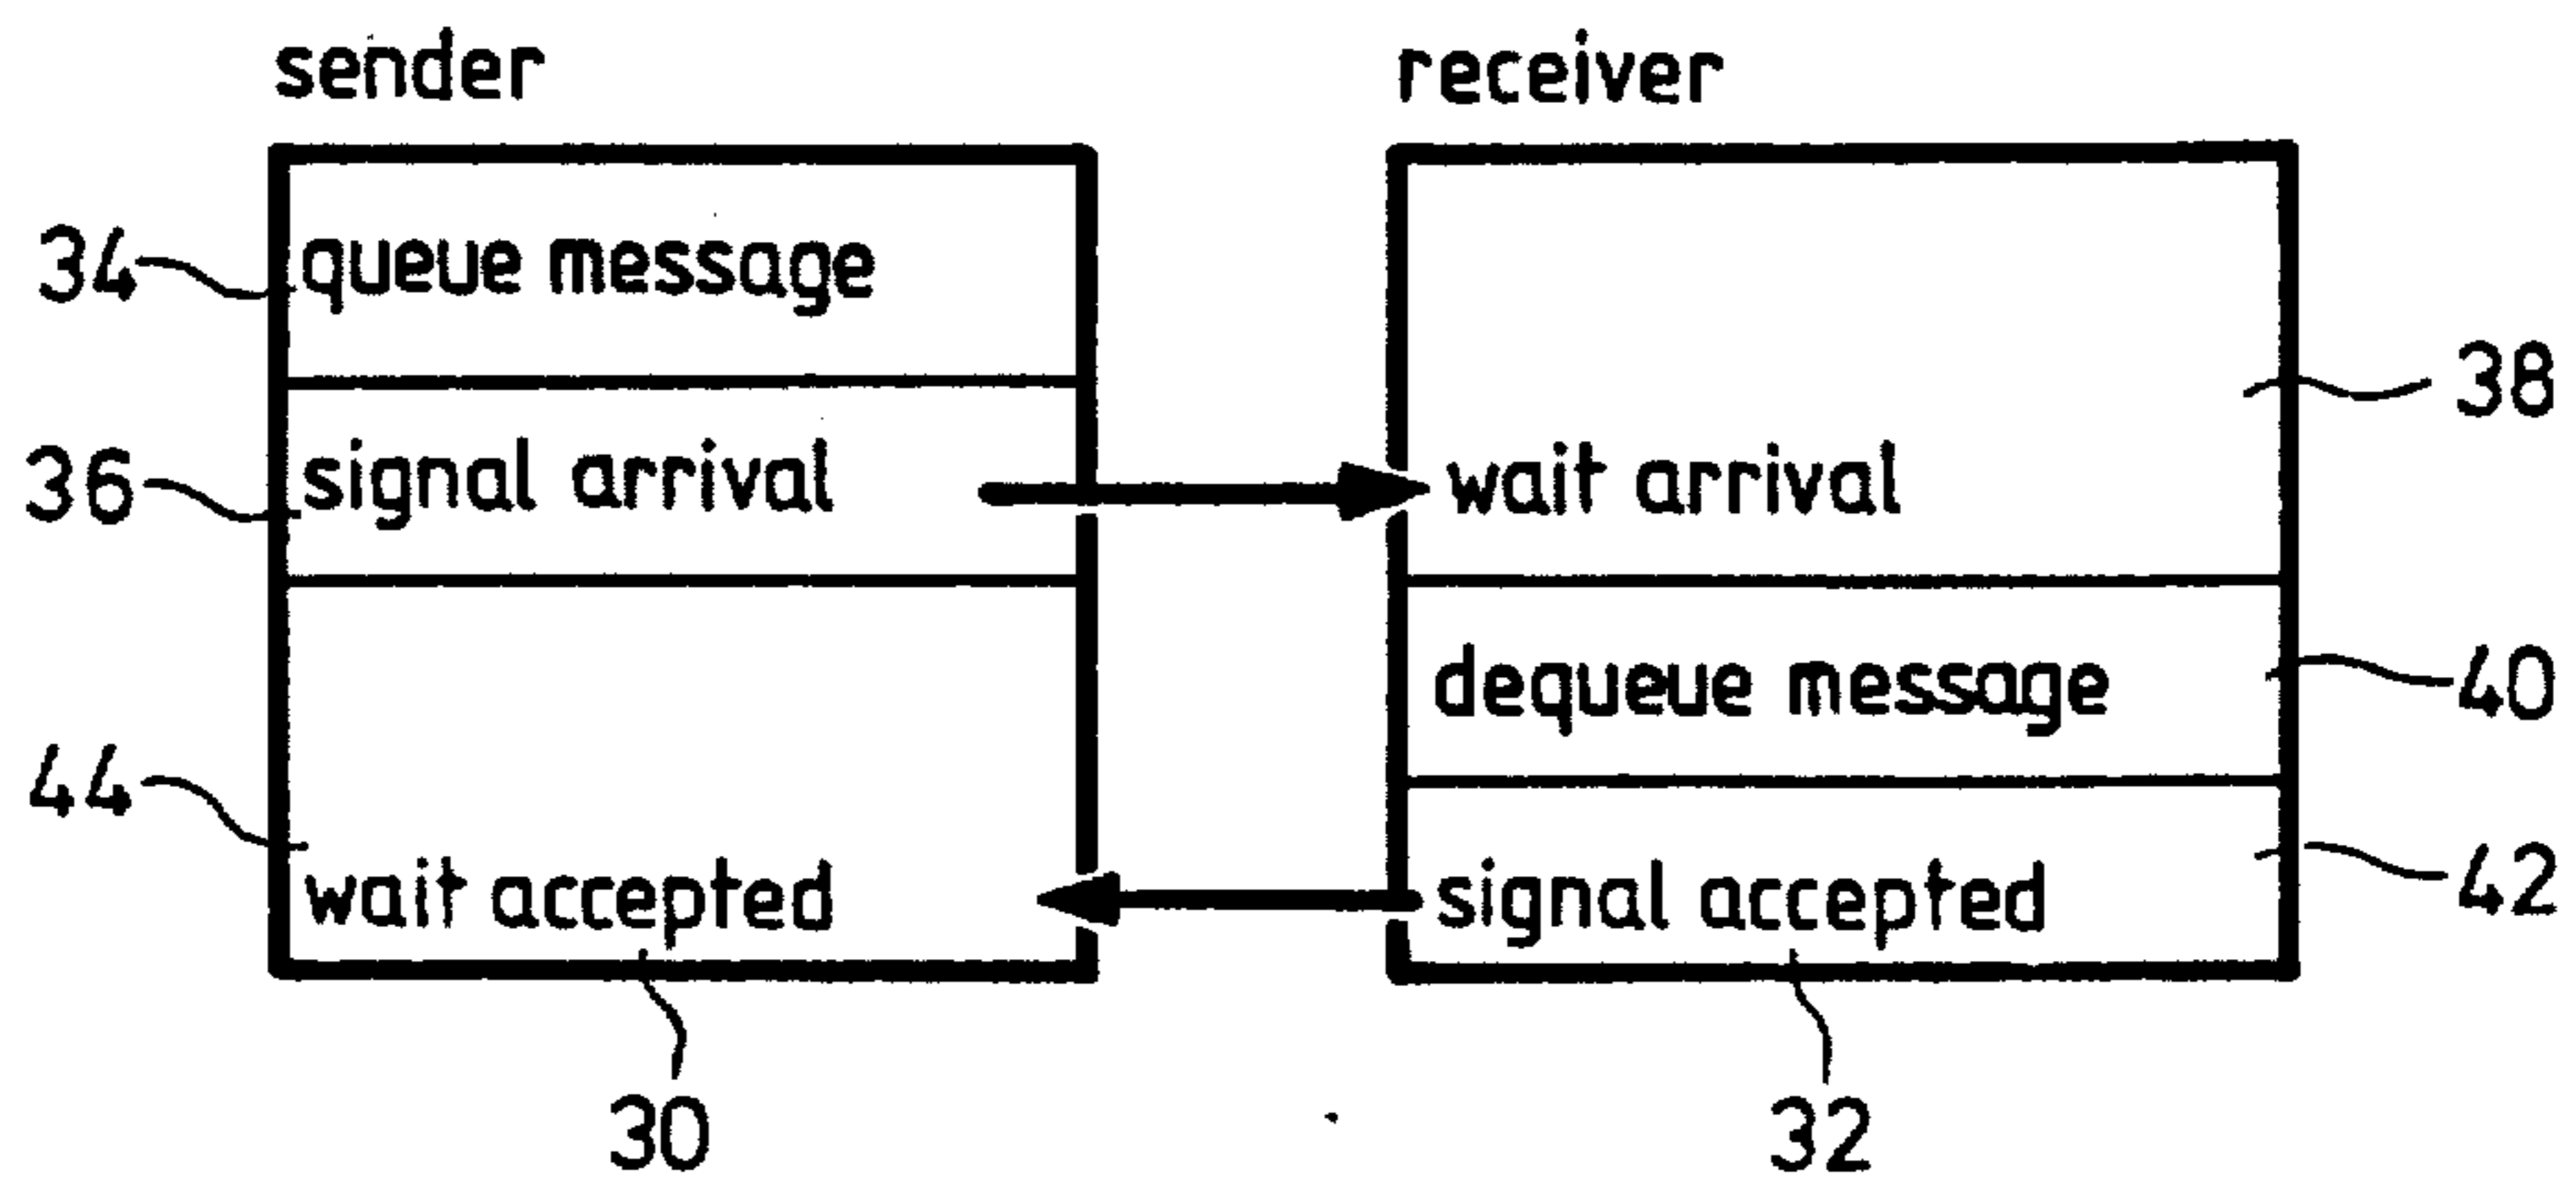 sender
receiver
34
queue message
38
36
signal arrival
wait arrival
dequeue message
40
44
wait accepted
signal accepted
42
30
32